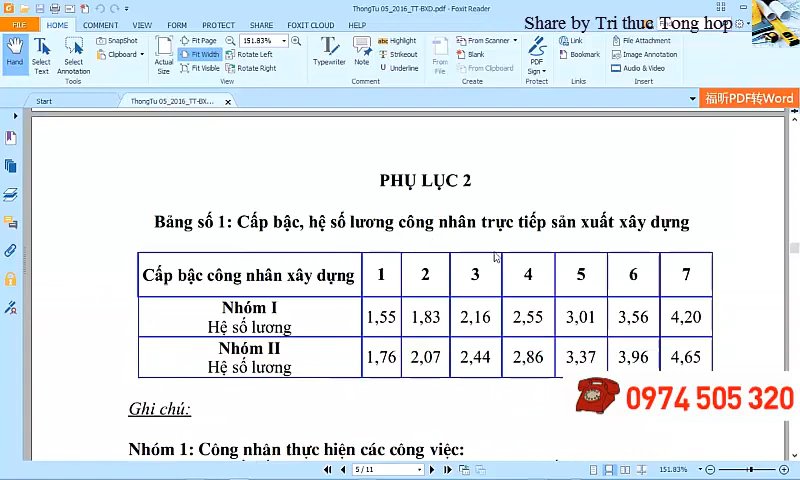 ThongTu 05_2016_TT-BXD.pdf - Foxit Reader
Share by Tri thuc Tong hop
FILE HOME COMMENT VIEW FORM PROTECT SHARE FOXIT CLOUD HELP
Hand
Select Text
Select Annotation
SnapShot
Clipboard
Tools
Actual Size
Fit Page
Fit Width
Fit Visible
151.83%
Rotate Left
Rotate Right
View
Typewriter
Note
Highlight
Strikeout
Underline
Comment
From File
From Scanner
Blank
From Clipboard
Create
PDF Sign
Protect
Link
Bookmark
Links
File Attachment
Image Annotation
Audio & Video
Insert
Start
ThongTu 05_2016_TT-BX...
福昕PDF转Word
PHỤ LỤC 2
Bảng số 1: Cấp bậc, hệ số lương công nhân trực tiếp sản xuất xây dựng
Cấp bậc công nhân xây dựng 1 2 3 4 5 6 7
Nhóm I
Hệ số lương 1,55 1,83 2,16 2,55 3,01 3,56 4,20
Nhóm II
Hệ số lương 1,76 2,07 2,44 2,86 3,37 3,96 4,65
0974 505 320
Ghi chú:
Nhóm 1: Công nhân thực hiện các công việc:
5 / 11
151.83%